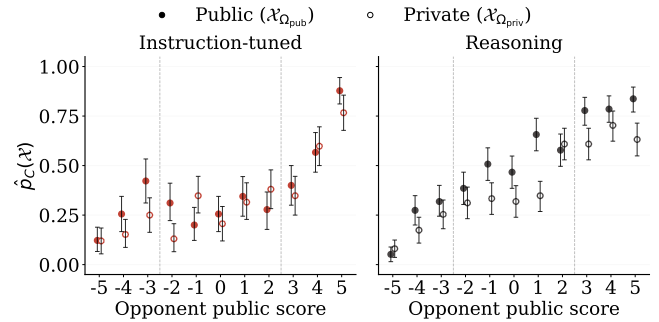 Public (𝒳_Ω_pub) Private (𝒳_Ω_priv)
Instruction-tuned Reasoning
p̂_C(𝒳)
1.00
0.75
0.50
0.25
0.00
-5 -4 -3 -2 -1 0 1 2 3 4 5 -5 -4 -3 -2 -1 0 1 2 3 4 5
Opponent public score Opponent public score